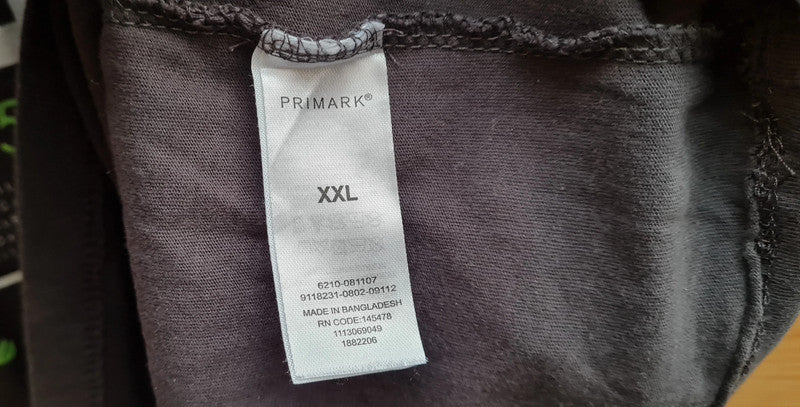 PRIMARK®
XXL
6210-081107
9118231-0802-09112
MADE IN BANGLADESH
RN CODE:145478
1113069049
1882206